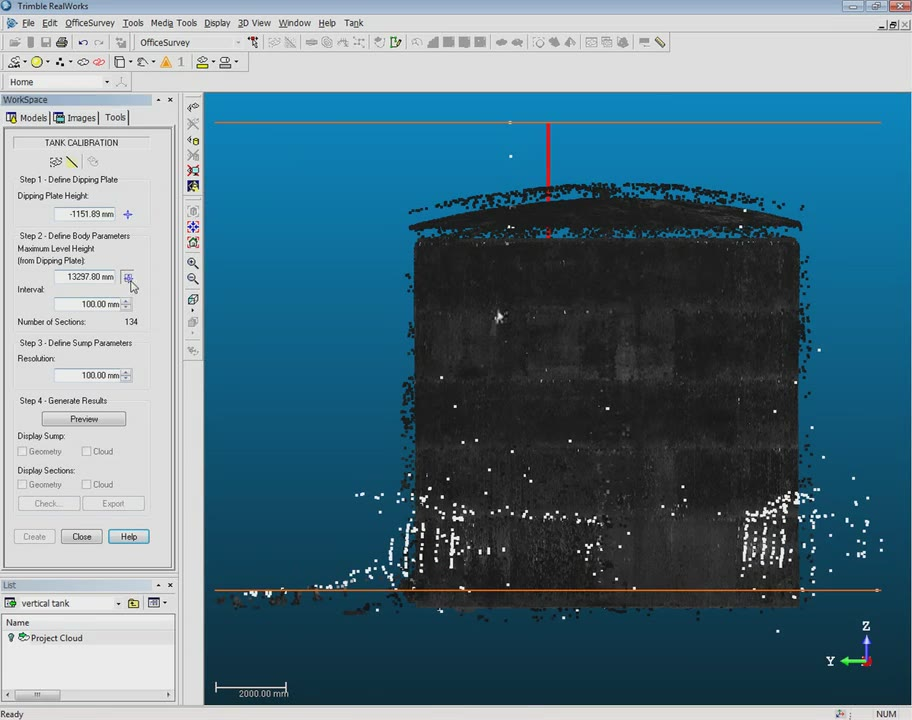 Trimble RealWorks
File Edit OfficeSurvey Tools Media Tools Display 3D View Window Help Tank
OfficeSurvey
1
Home
WorkSpace
Models Images Tools
TANK CALIBRATION
Step 1 - Define Dipping Plate
Dipping Plate Height:
-1151.89 mm
Step 2 - Define Body Parameters
Maximum Level Height
(from Dipping Plate):
13297.80 mm
Interval:
100.00 mm
Number of Sections: 134
Step 3 - Define Sump Parameters
Resolution:
100.00 mm
Step 4 - Generate Results
Preview
Display Sump:
Geometry Cloud
Display Sections:
Geometry Cloud
Check... Export
Create Close Help
List
vertical tank
Name
Project Cloud
Z
Y
2000.00 mm
Ready
NUM